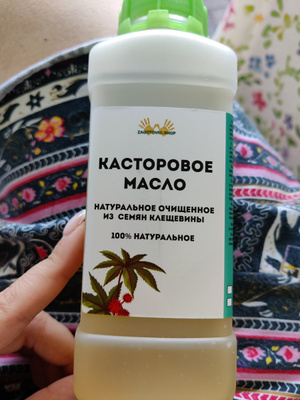 КАСТОРОВОЕ
МАСЛО
НАТУРАЛЬНОЕ ОЧИЩЕННОЕ
ИЗ СЕМЯН КЛЕЩЕВИНЫ
100% НАТУРАЛЬНОЕ